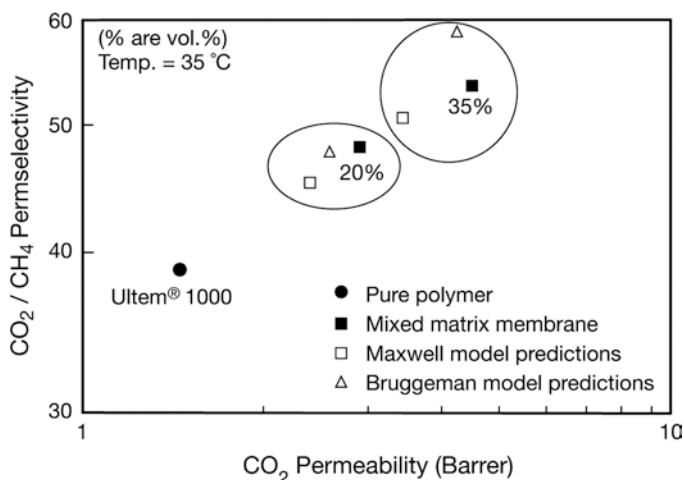 60
(% are vol.%)
Temp. = 35 °C
50
35%
20%
40
Ultem® 1000
Pure polymer
Mixed matrix membrane
Maxwell model predictions
Bruggeman model predictions
30
1
10
CO₂ Permeability (Barrer)
CO₂ / CH₄ Permselectivity